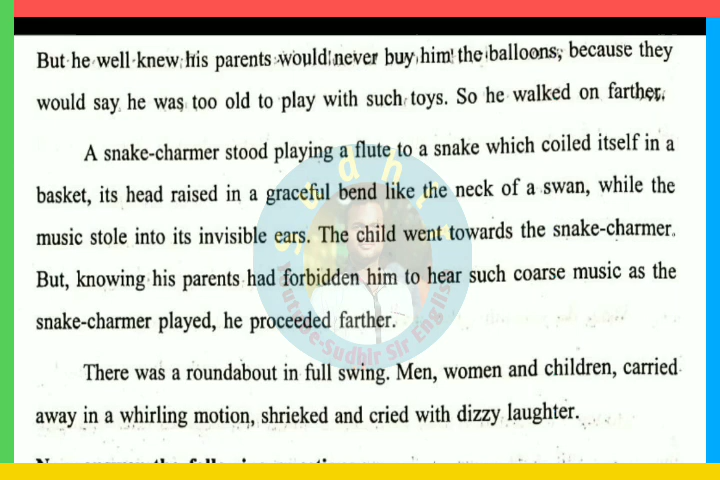 But he well knew his parents would never buy him the balloons, because they
would say he was too old to play with such toys. So he walked on farther.
A snake-charmer stood playing a flute to a snake which coiled itself in a
basket, its head raised in a graceful bend like the neck of a swan, while the
music stole into its invisible ears. The child went towards the snake-charmer.
But, knowing his parents had forbidden him to hear such coarse music as the
snake-charmer played, he proceeded farther.
There was a roundabout in full swing. Men, women and children, carried
away in a whirling motion, shrieked and cried with dizzy laughter.
Sudhir
Sudhir Sir English